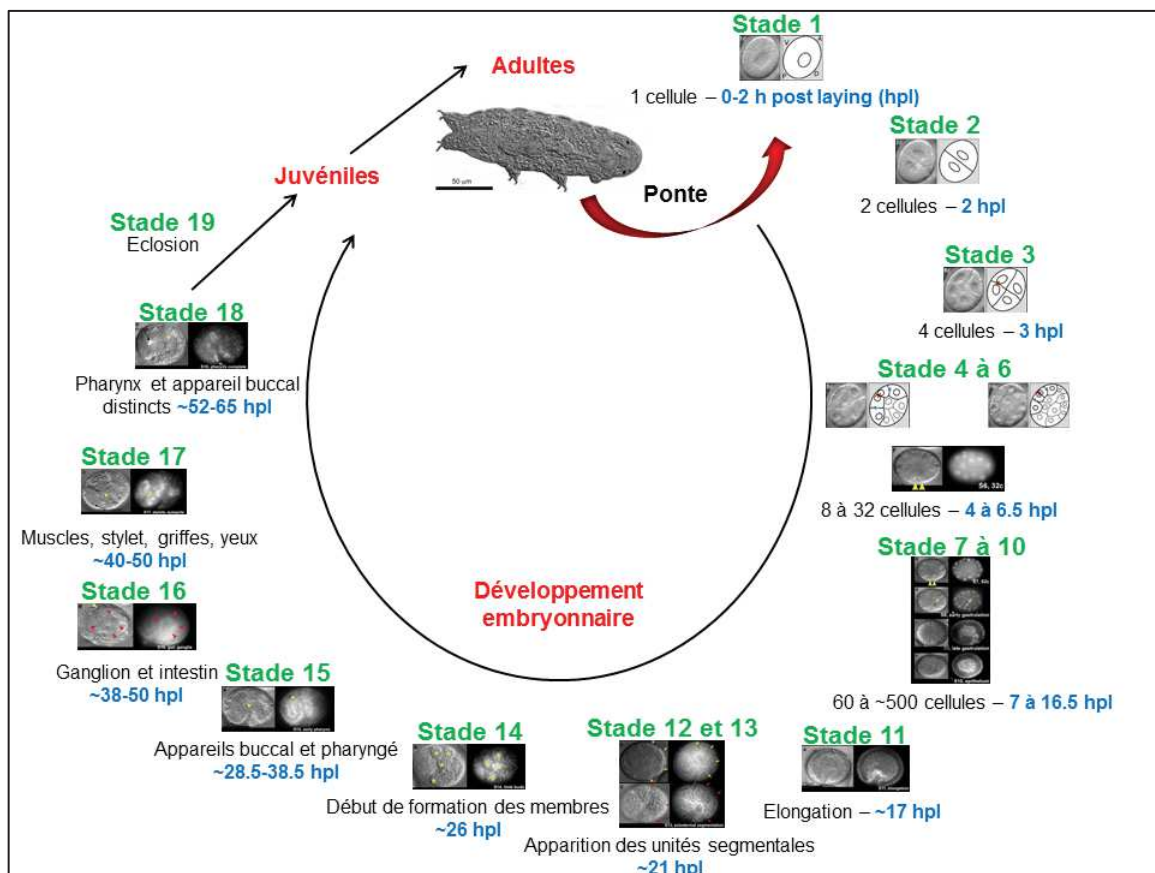 Stade 1
1 cellule – 0-2 h post laying (hpl)
Stade 2
2 cellules – 2 hpl
Stade 3
4 cellules – 3 hpl
Stade 4 à 6
S6, 32c
8 à 32 cellules – 4 à 6.5 hpl
Stade 7 à 10
60 à ~500 cellules – 7 à 16.5 hpl
Stade 11
Elongation – ~17 hpl
Stade 12 et 13
Apparition des unités segmentales
~21 hpl
Stade 14
Début de formation des membres
~26 hpl
Stade 15
Appareils buccal et pharyngé
~28.5-38.5 hpl
Stade 16
Ganglion et intestin
~38-50 hpl
Stade 17
Muscles, stylet, griffes, yeux
~40-50 hpl
Stade 18
Pharynx et appareil buccal
distincts ~52-65 hpl
Stade 19
Eclosion
Juvéniles
Adultes
50 µm
Ponte
Développement
embryonnaire